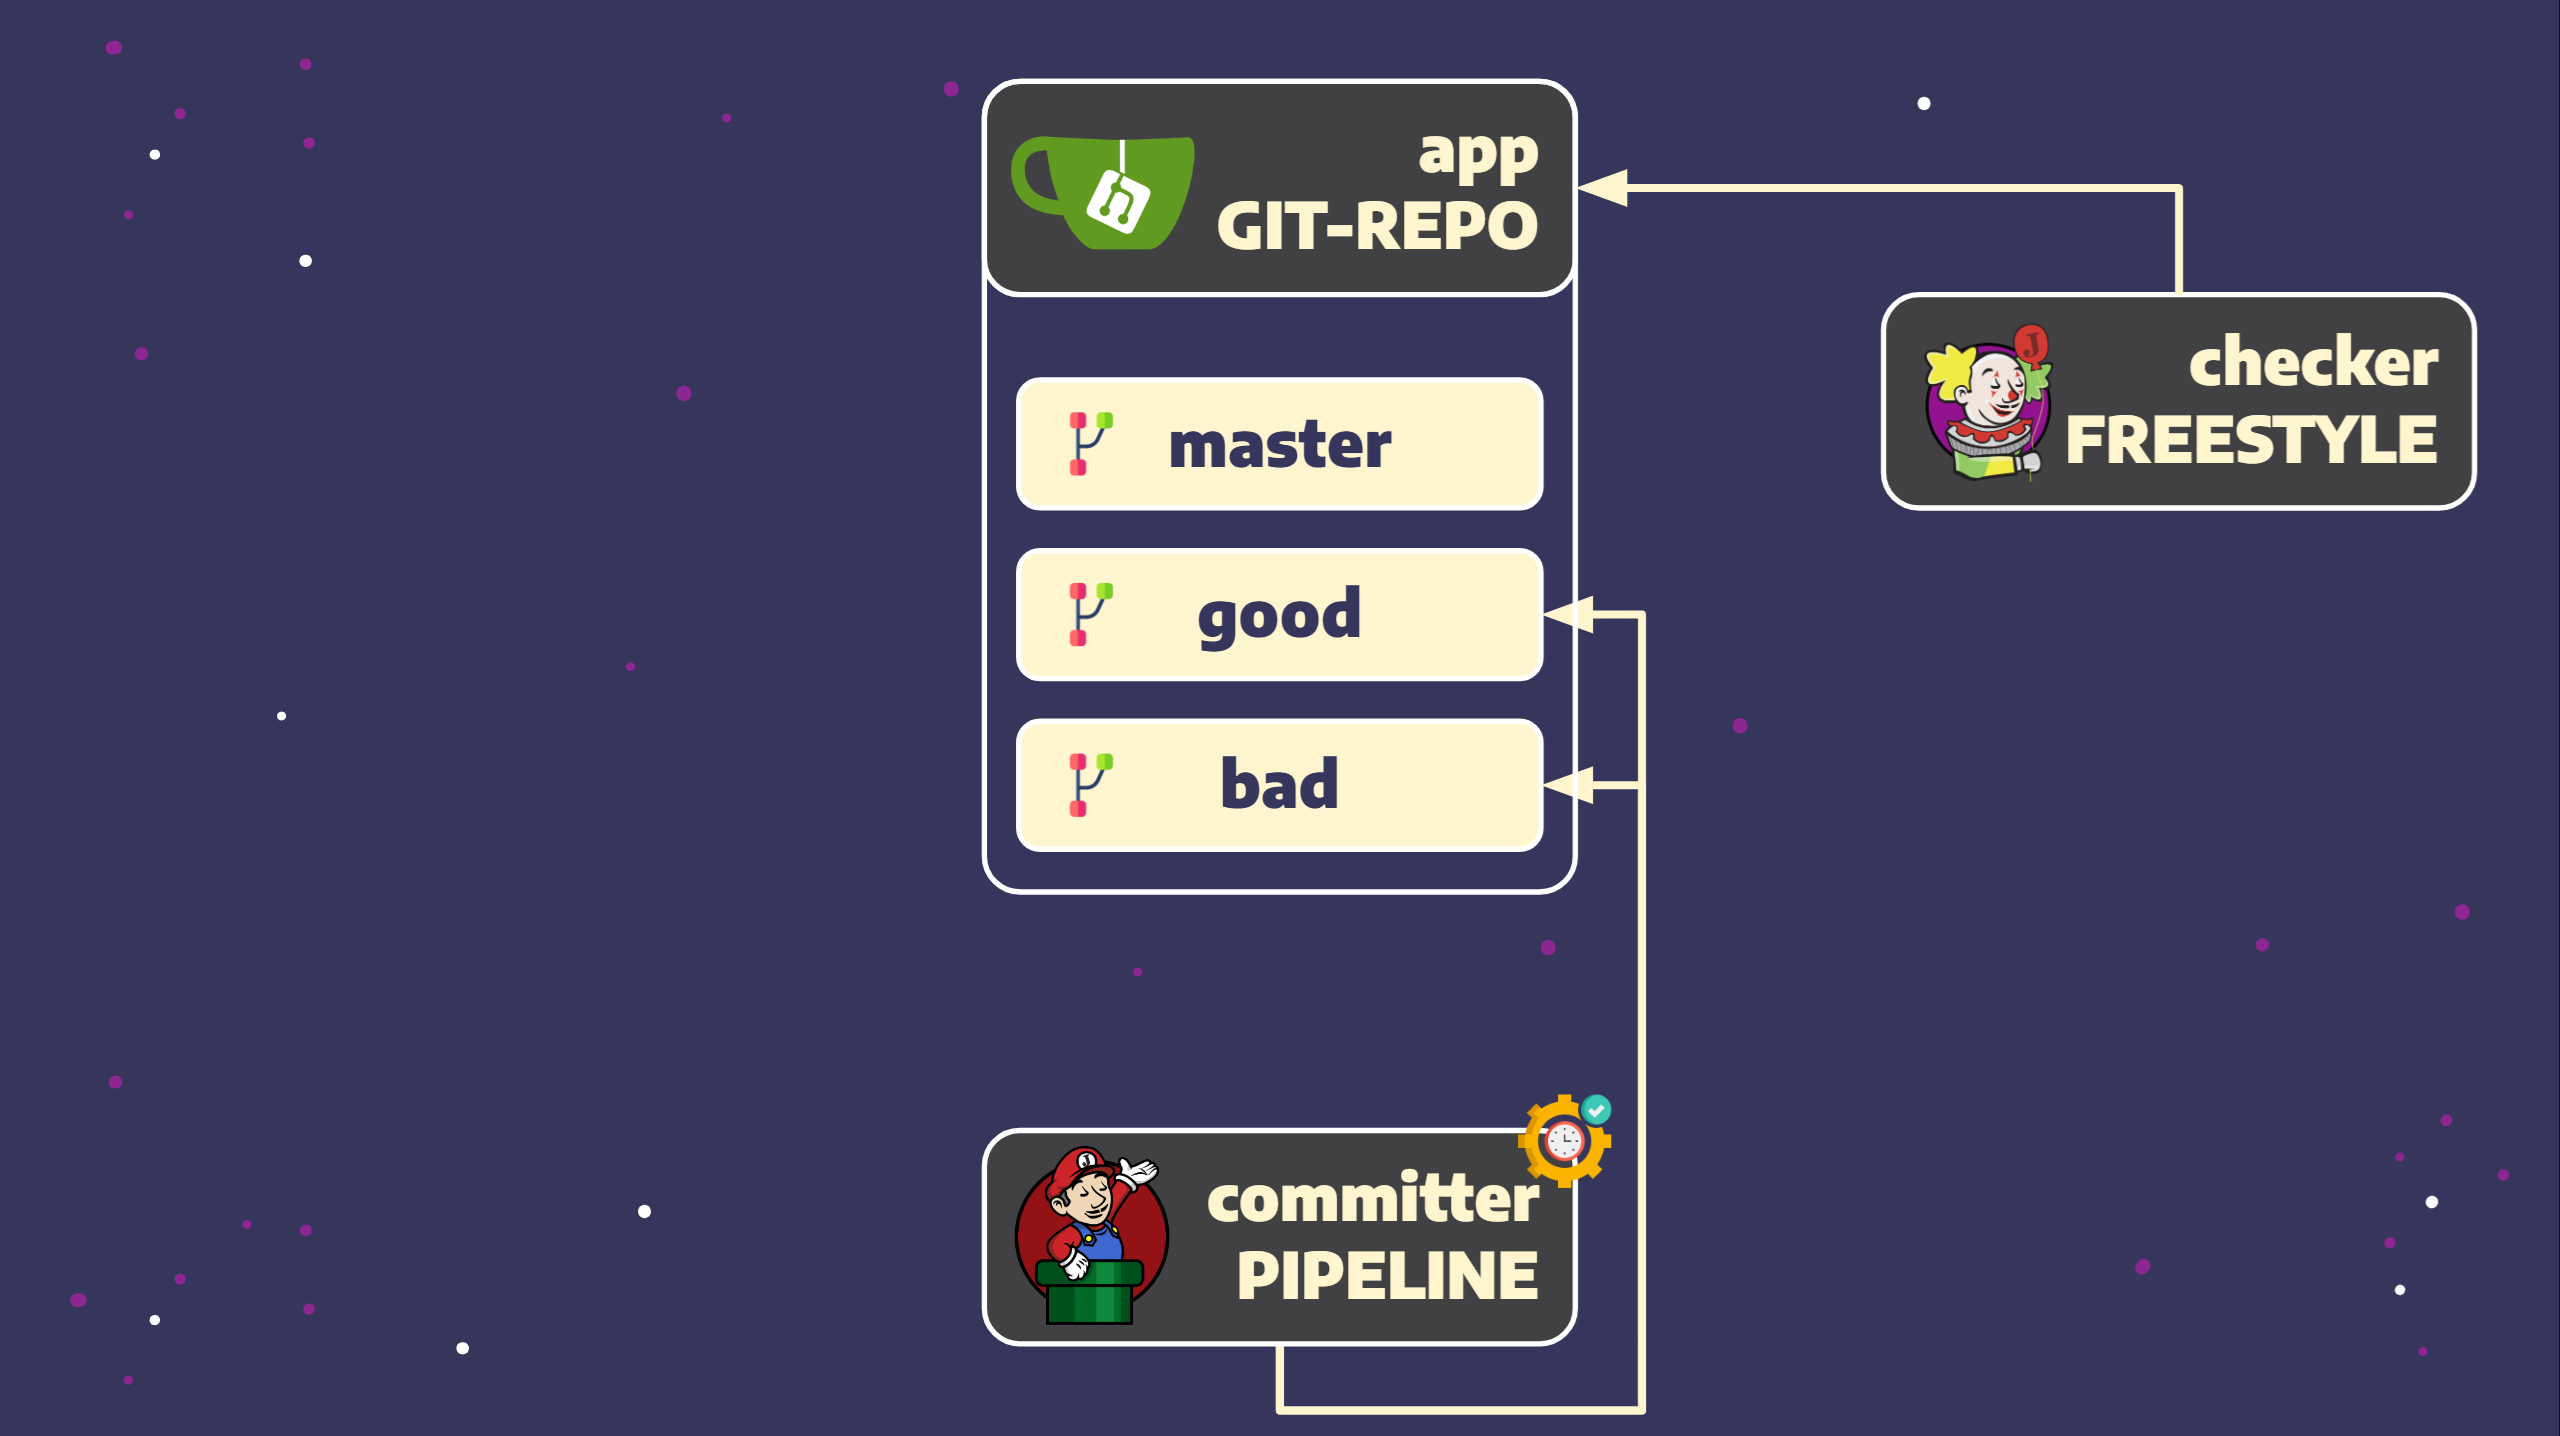 app
GIT-REPO
master
good
bad
J
checker
FREESTYLE
J
committer
PIPELINE